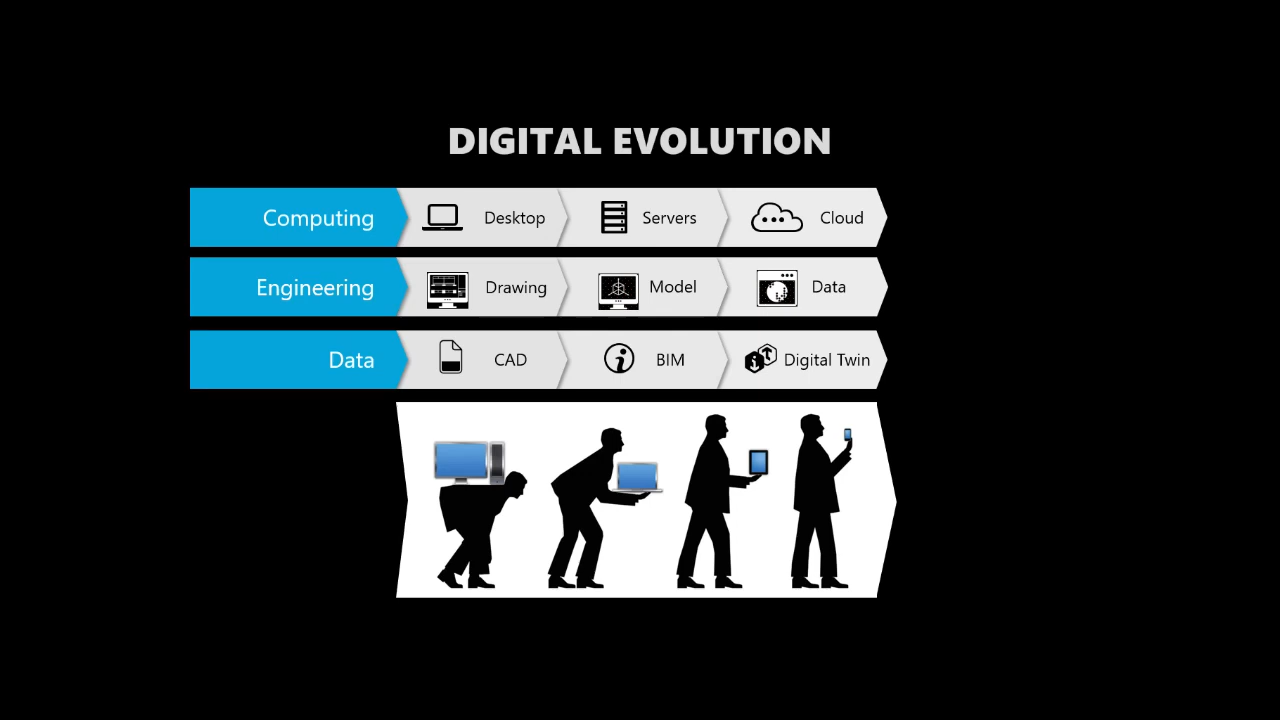 DIGITAL EVOLUTION
Computing Desktop Servers Cloud
Engineering Drawing Model Data
Data CAD BIM Digital Twin